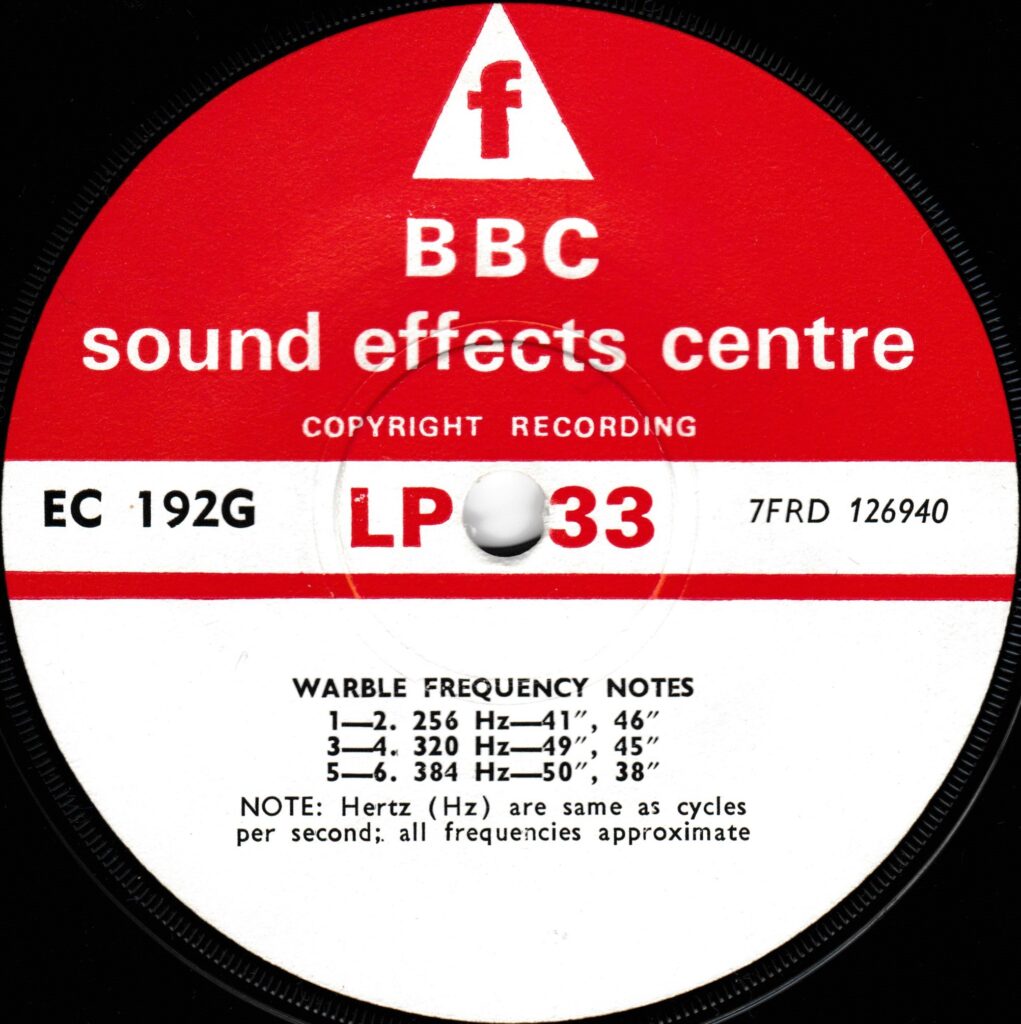 f
BBC
sound effects centre
COPYRIGHT RECORDING
EC 192G LP 33 7FRD 126940
WARBLE FREQUENCY NOTES
1—2. 256 Hz—41″, 46″
3—4. 320 Hz—49″, 45″
5—6. 384 Hz—50″, 38″
NOTE: Hertz (Hz) are same as cycles
per second; all frequencies approximate